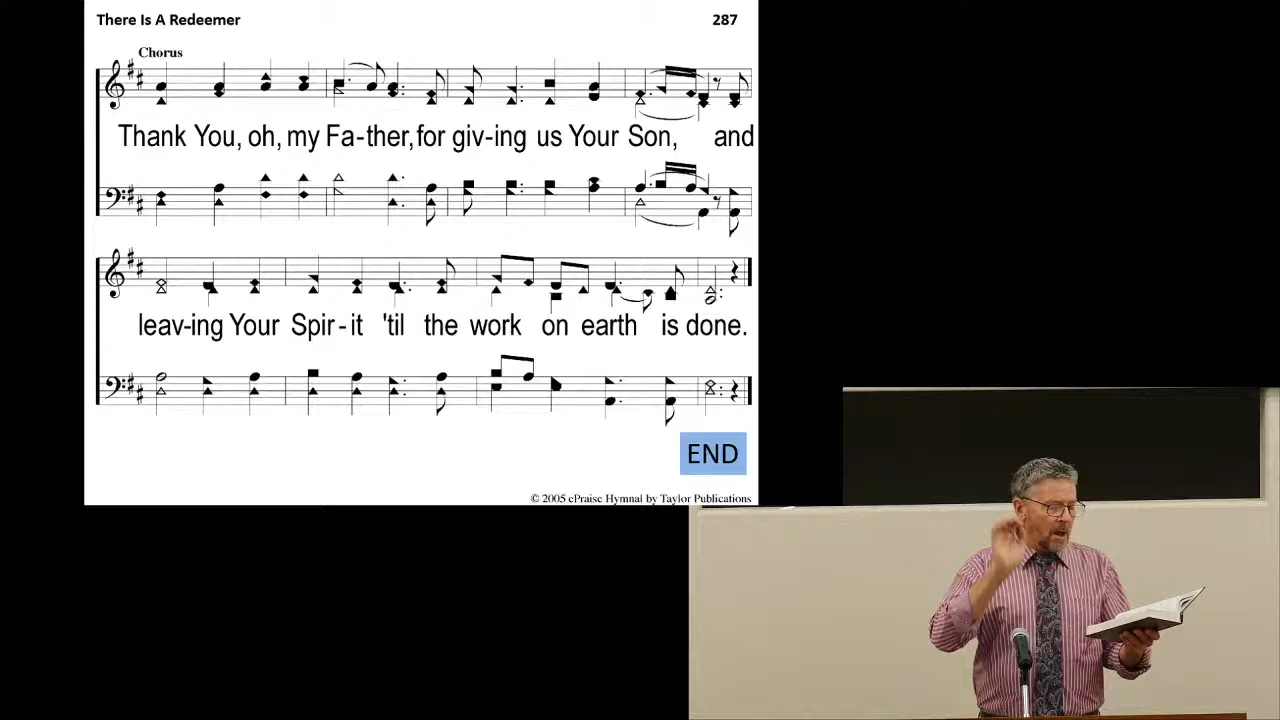 There Is A Redeemer 287
Chorus
Thank You, oh, my Fa-ther, for giv-ing us Your Son, and
leav-ing Your Spir-it 'til the work on earth is done.
END
© 2005 ePraise Hymnal by Taylor Publications